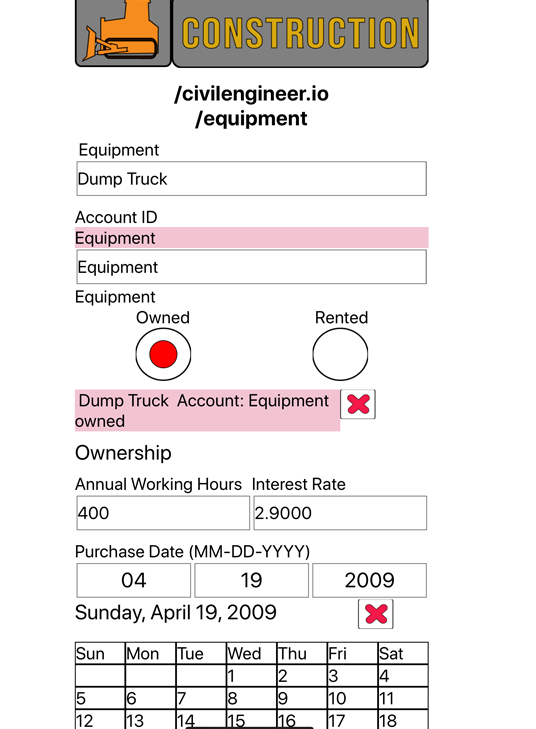 CONSTRUCTION
/civilengineer.io
/equipment
Equipment
Dump Truck
Account ID
Equipment
Equipment
Equipment
Owned Rented
Dump Truck Account: Equipment
owned
Ownership
Annual Working Hours Interest Rate
400 2.9000
Purchase Date (MM-DD-YYYY)
04 19 2009
Sunday, April 19, 2009
Sun Mon Tue Wed Thu Fri Sat
1 2 3 4
5 6 7 8 9 10 11
12 13 14 15 16 17 18